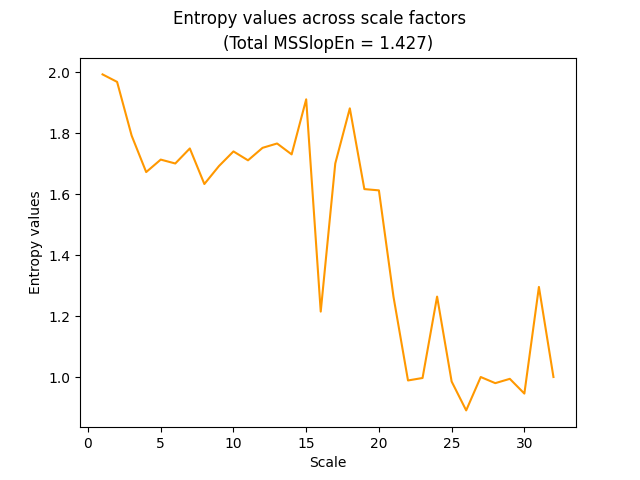 Entropy values across scale factors
(Total MSSlopEn = 1.427)
2.0
1.8
1.6
1.4
1.2
1.0
Entropy values
0 5 10 15 20 25 30
Scale